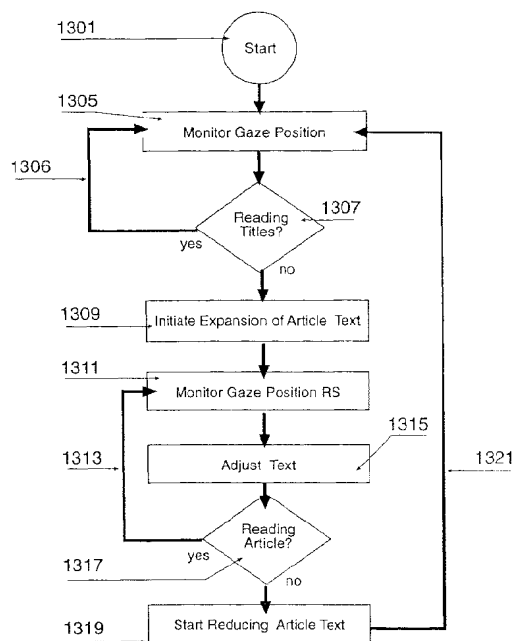 1301
Start
1305
Monitor Gaze Position
1306
Reading
Titles?
1307
yes
no
1309
Initiate Expansion of Article Text
1311
Monitor Gaze Position RS
1315
1313
Adjust Text
1321
Reading
Article?
yes
1317
no
Start Reducing Article Text
1319